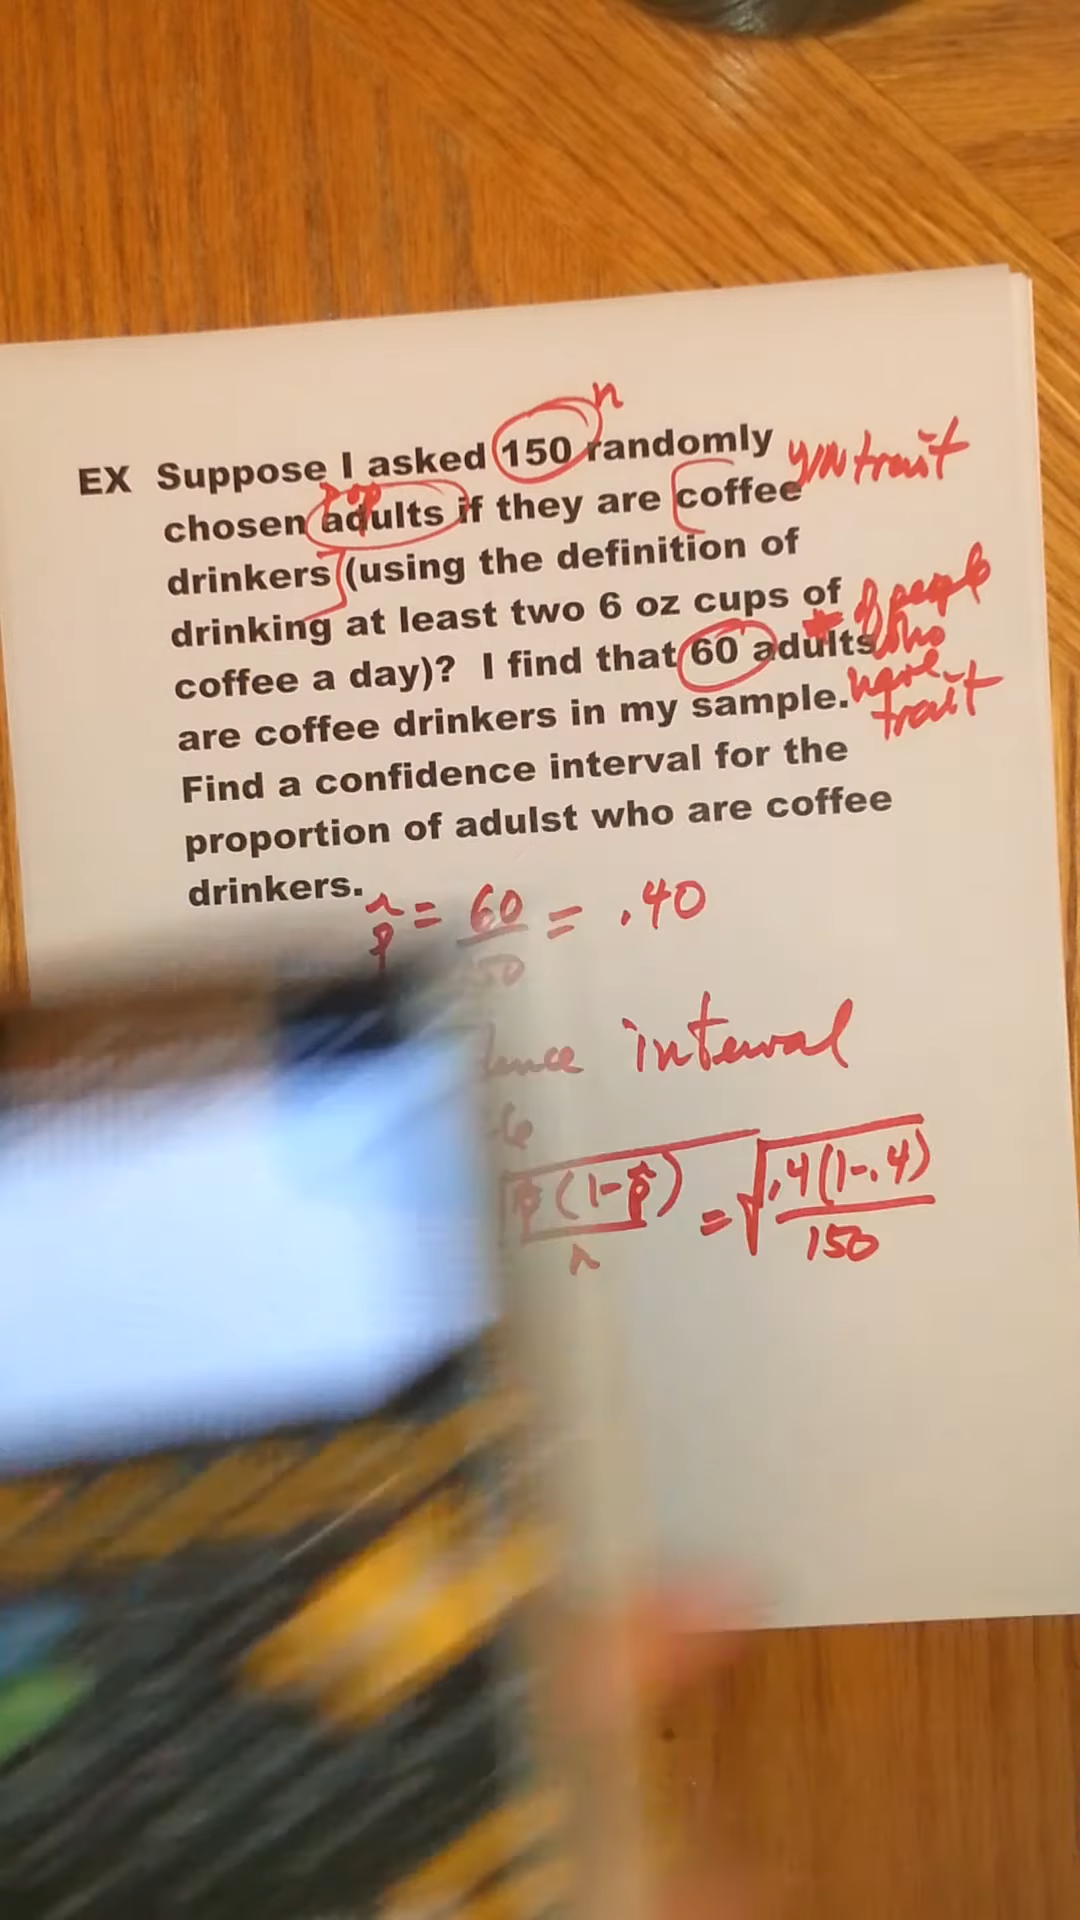 n
EX Suppose I asked 150 randomly y/n trait
pop
chosen adults if they are coffee
drinkers (using the definition of
drinking at least two 6 oz cups of # of people
coffee a day)? I find that 60 adults who
are coffee drinkers in my sample. have trait
Find a confidence interval for the
proportion of adulst who are coffee
drinkers.
p̂ = 60/50 = .40
interval
p̂(1-p̂)/n = √.4(1-.4)/150